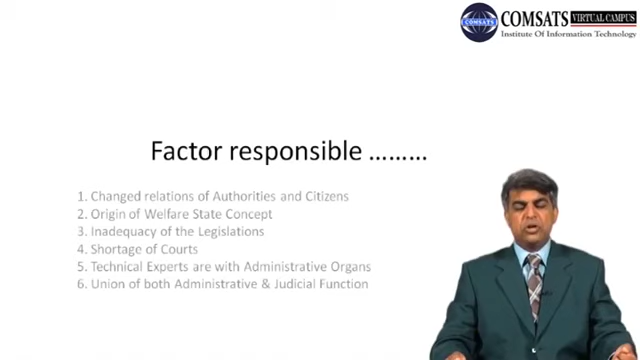 COMSATS VIRTUAL CAMPUS
Institute Of Information Technology
Factor responsible .........
1. Changed relations of Authorities and Citizens
2. Origin of Welfare State Concept
3. Inadequacy of the Legislations
4. Shortage of Courts
5. Technical Experts are with Administrative Organs
6. Union of both Administrative & Judicial Function